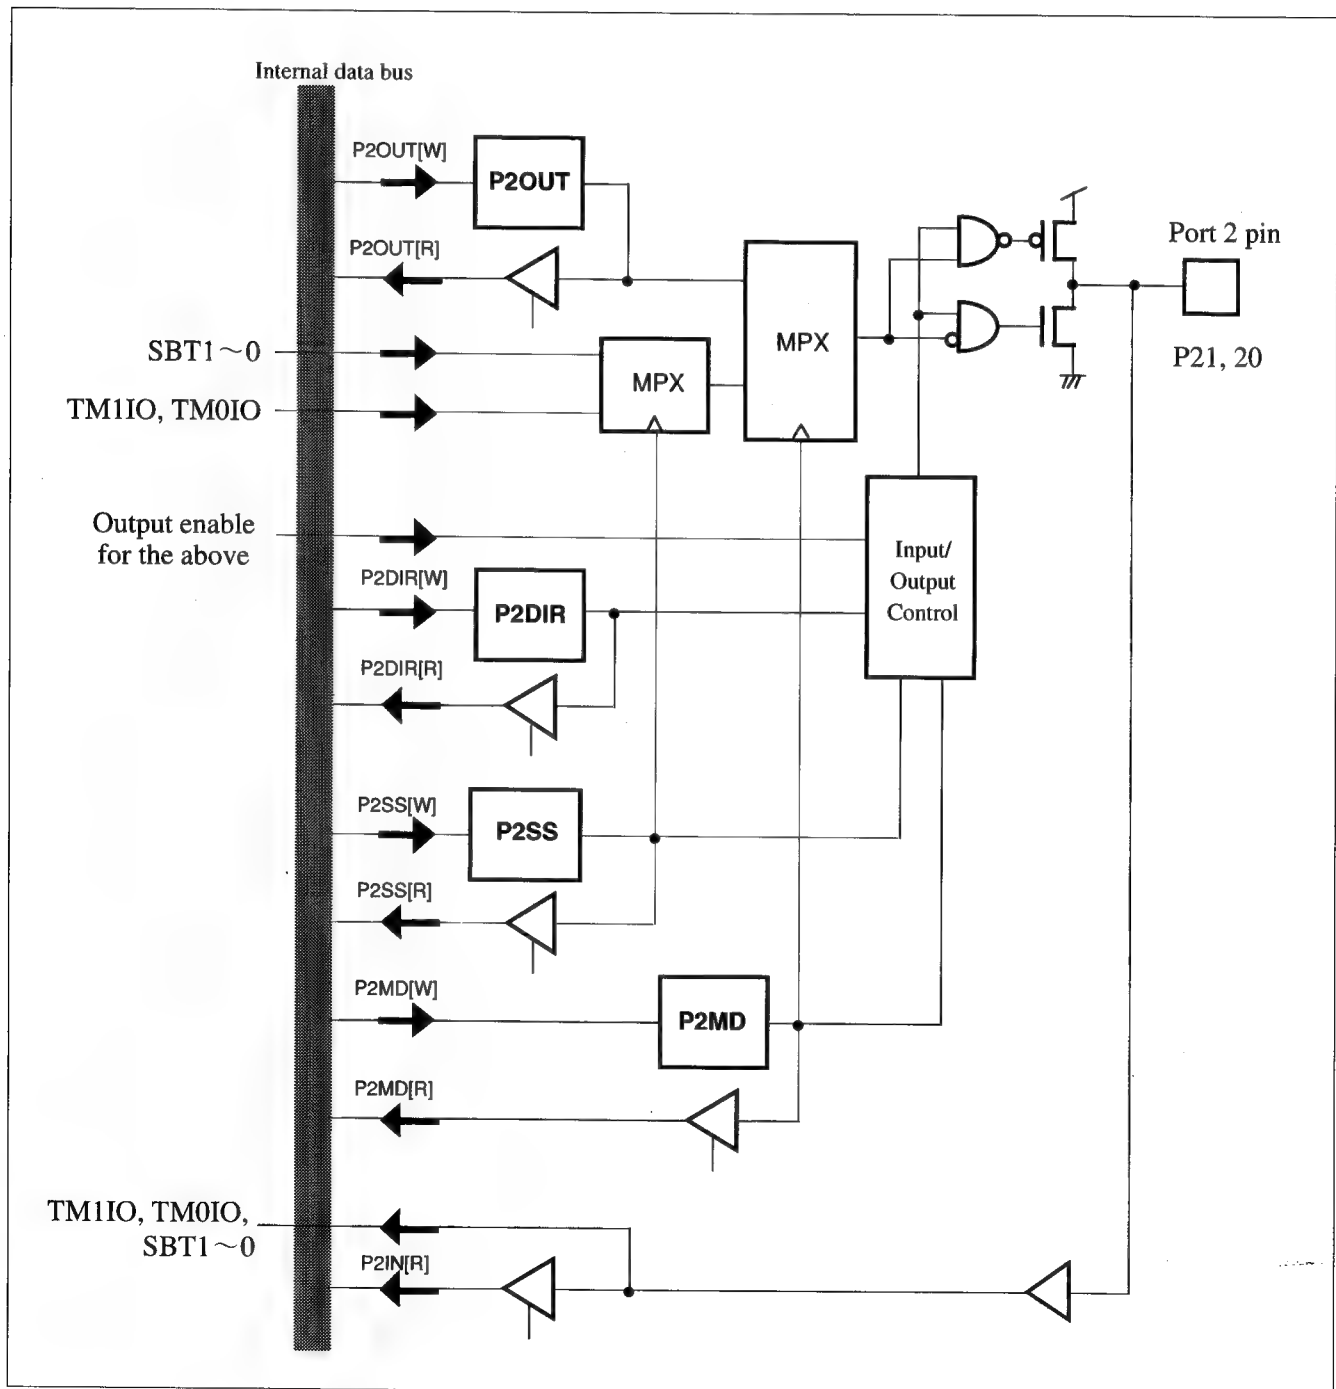 Internal data bus
P2OUT[W]
P2OUT
P2OUT[R]
Port 2 pin
SBT1～0
MPX
MPX
P21, 20
TM1IO, TM0IO
Output enable
for the above
Input/
Output
Control
P2DIR[W]
P2DIR
P2DIR[R]
P2SS[W]
P2SS
P2SS[R]
P2MD[W]
P2MD
P2MD[R]
TM1IO, TM0IO,
SBT1～0
P2IN[R]